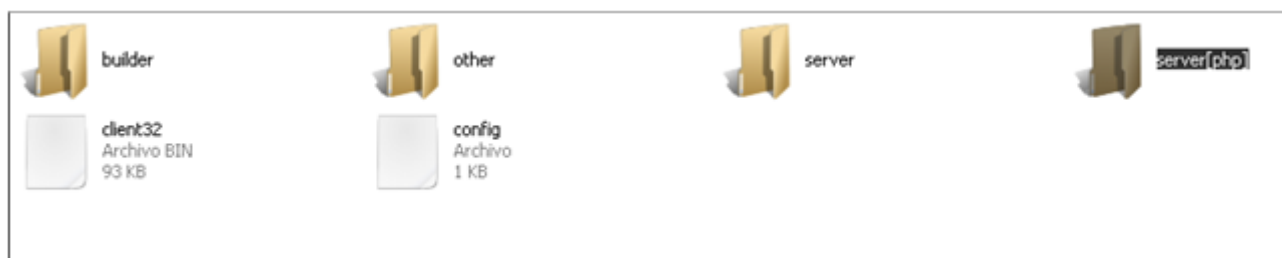 builder
other
server
server[php]
client32
Archivo BIN
93 KB
config
Archivo
1 KB